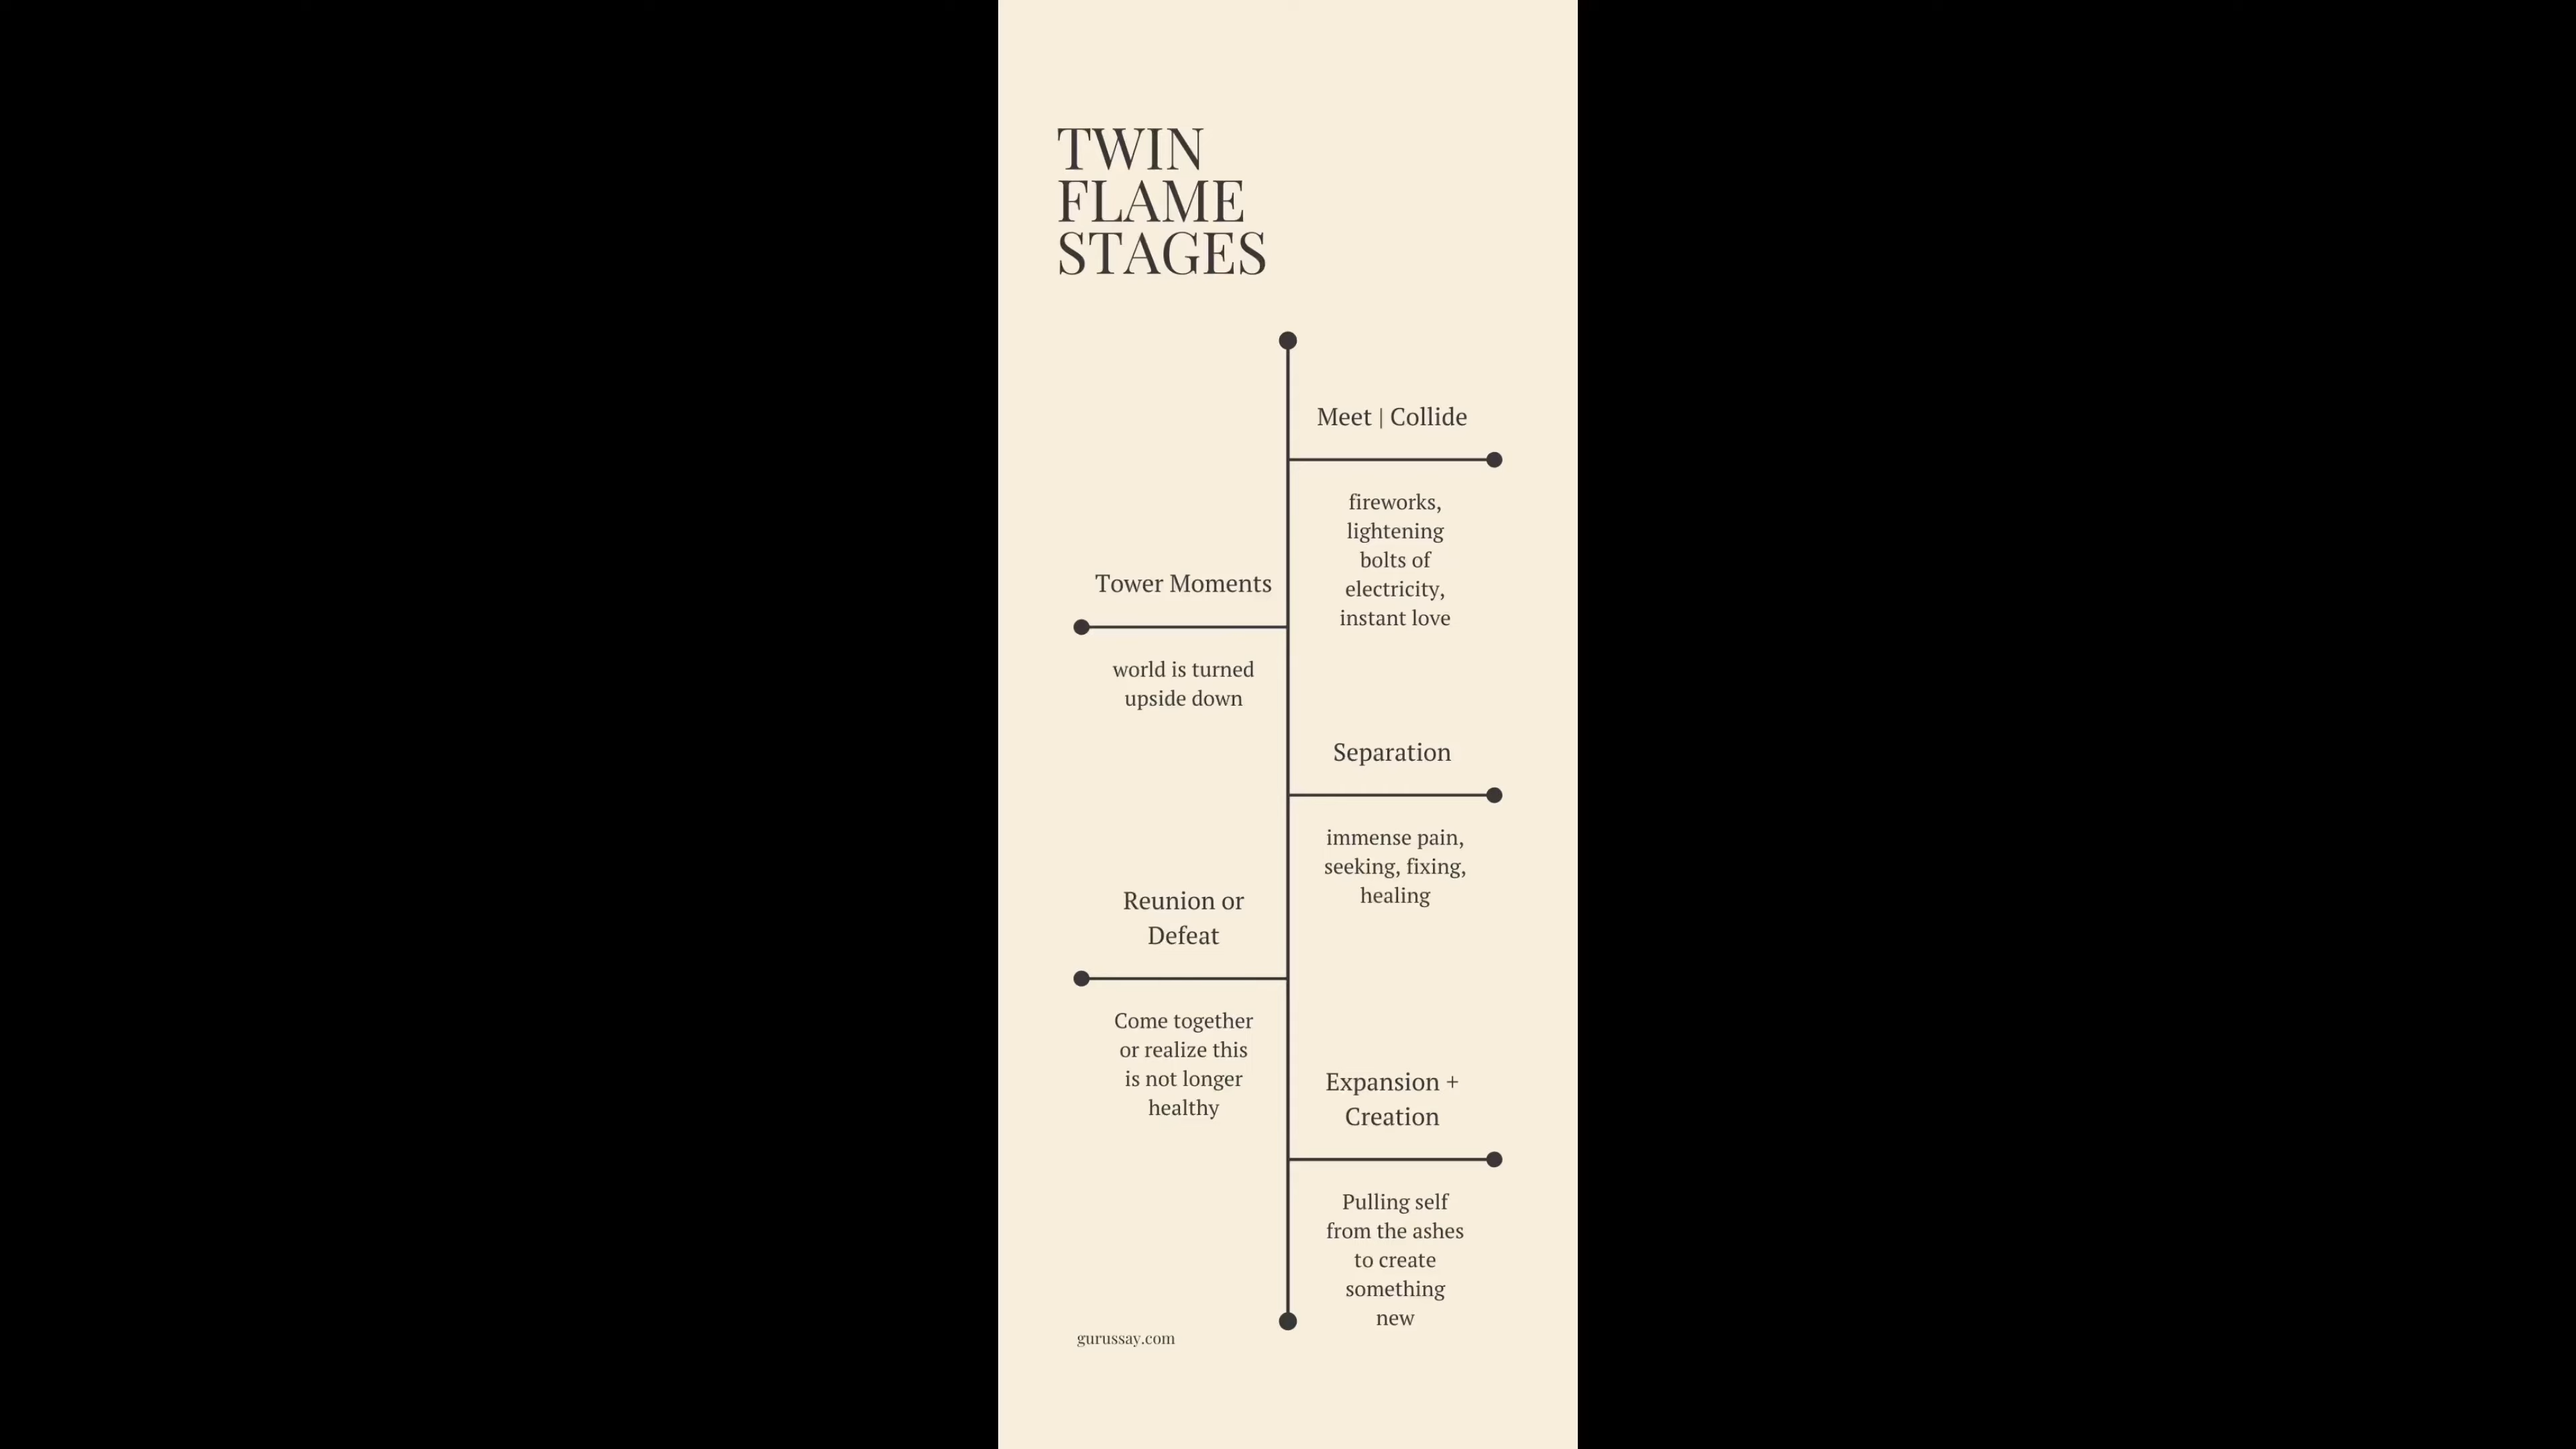 TWIN
FLAME
STAGES
Meet | Collide
fireworks,
lightening
bolts of
electricity,
instant love
Tower Moments
world is turned
upside down
Separation
immense pain,
seeking, fixing,
healing
Reunion or
Defeat
Come together
or realize this
is not longer
healthy
Expansion +
Creation
Pulling self
from the ashes
to create
something
new
gurussay.com